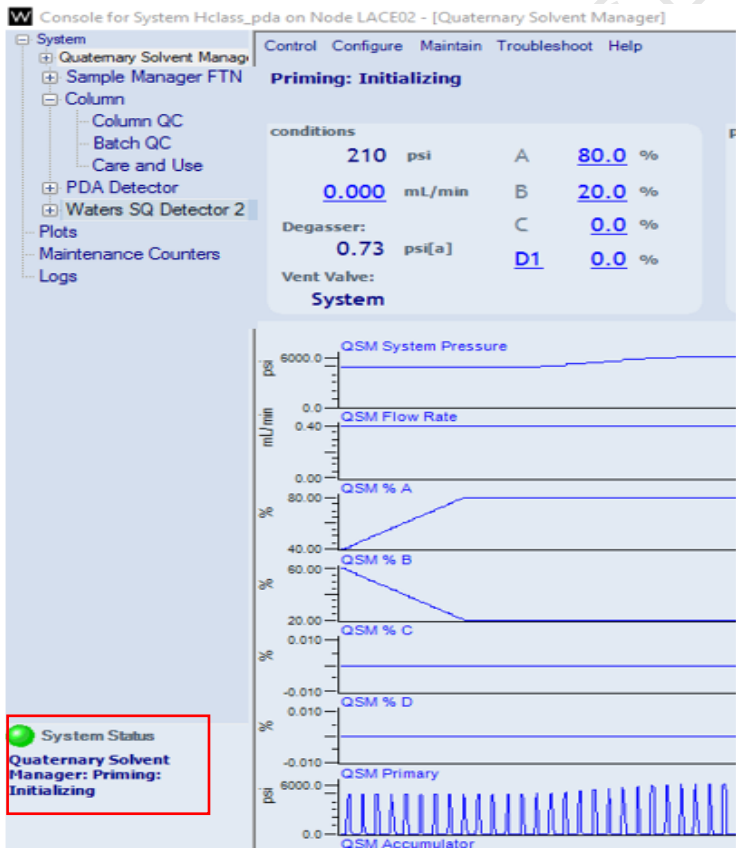 W Console for System Hclass_pda on Node LACE02 - [Quaternary Solvent Manager]
System
Quaternary Solvent Manag
Sample Manager FTN
Column
Column QC
Batch QC
Care and Use
PDA Detector
Waters SQ Detector 2
Plots
Maintenance Counters
Logs
Control Configure Maintain Troubleshoot Help
Priming: Initializing
conditions
210 psi A 80.0 %
0.000 mL/min B 20.0 %
Degasser: C 0.0 %
0.73 psi[a] D1 0.0 %
Vent Valve:
System
QSM System Pressure
psi 6000.0
0.0
QSM Flow Rate
mL/min 0.40
0.00
QSM % A
% 80.00
40.00
QSM % B
% 60.00
20.00
QSM % C
% 0.010
-0.010
QSM % D
% 0.010
-0.010
QSM Primary
psi 6000.0
0.0
QSM Accumulator
System Status
Quaternary Solvent
Manager: Priming:
Initializing